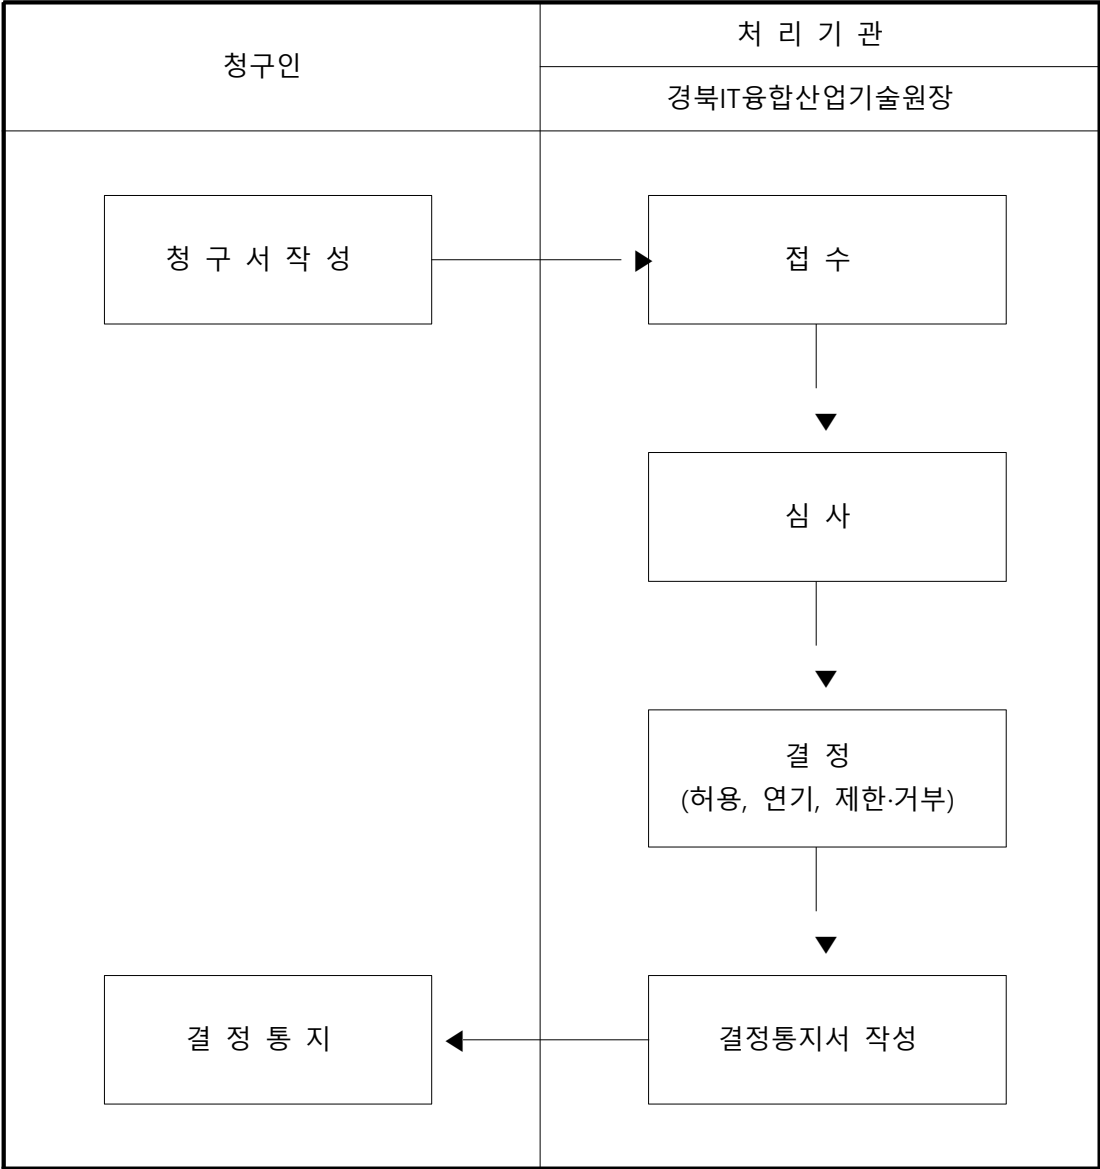 청구인
처 리 기 관
경북IT융합산업기술원장
청 구 서 작 성
접 수
심 사
결 정
(허용, 연기, 제한·거부)
결 정 통 지
결정통지서 작성